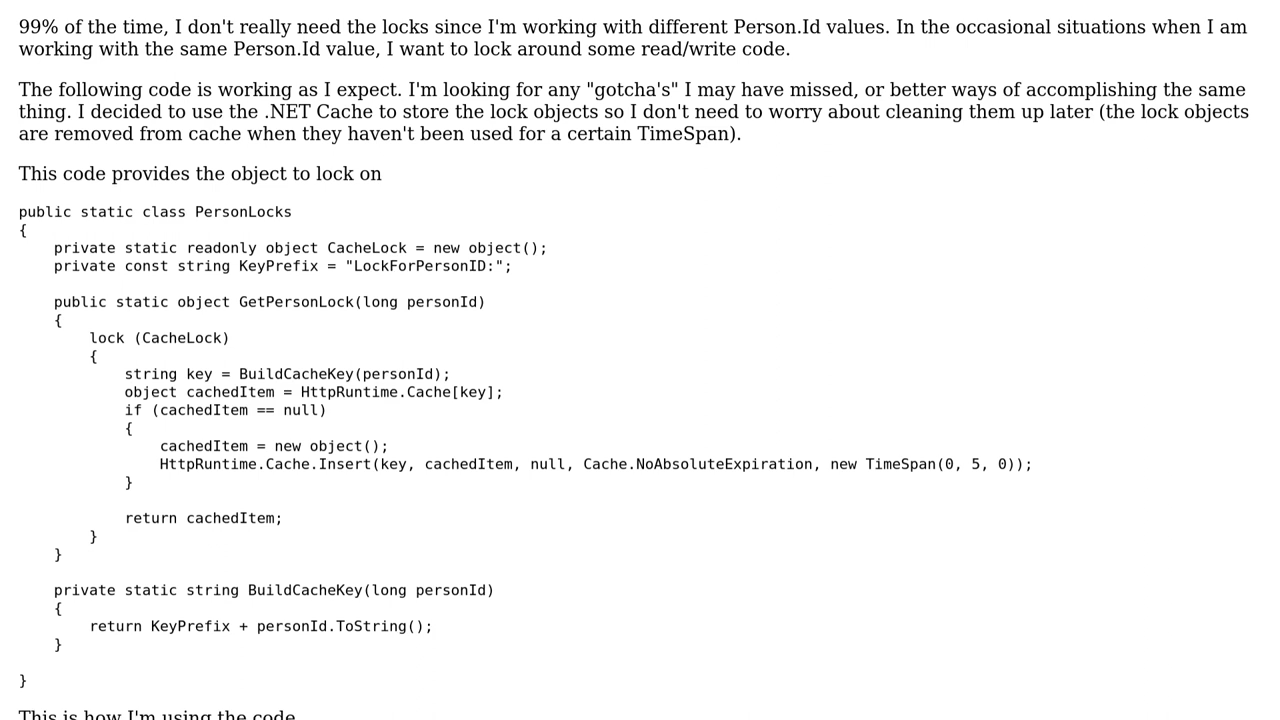 99% of the time, I don't really need the locks since I'm working with different Person.Id values. In the occasional situations when I am
working with the same Person.Id value, I want to lock around some read/write code.
The following code is working as I expect. I'm looking for any "gotcha's" I may have missed, or better ways of accomplishing the same
thing. I decided to use the .NET Cache to store the lock objects so I don't need to worry about cleaning them up later (the lock objects
are removed from cache when they haven't been used for a certain TimeSpan).
This code provides the object to lock on
public static class PersonLocks
{
    private static readonly object CacheLock = new object();
    private const string KeyPrefix = "LockForPersonID:";
    public static object GetPersonLock(long personId)
    {
        lock (CacheLock)
        {
            string key = BuildCacheKey(personId);
            object cachedItem = HttpRuntime.Cache[key];
            if (cachedItem == null)
            {
                cachedItem = new object();
                HttpRuntime.Cache.Insert(key, cachedItem, null, Cache.NoAbsoluteExpiration, new TimeSpan(0, 5, 0));
            }
            return cachedItem;
        }
    }
    private static string BuildCacheKey(long personId)
    {
        return KeyPrefix + personId.ToString();
    }
}
This is how I'm using the code